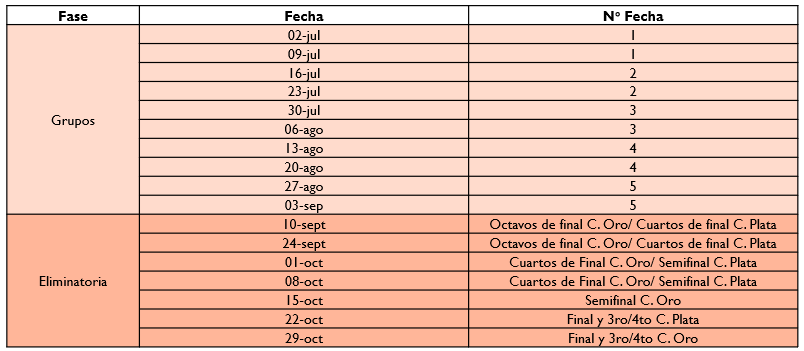 Fase Fecha Nº Fecha
Grupos
02-jul 1
09-jul 1
16-jul 2
23-jul 2
30-jul 3
06-ago 3
13-ago 4
20-ago 4
27-ago 5
03-sep 5
Eliminatoria
10-sept Octavos de final C. Oro/ Cuartos de final C. Plata
24-sept Octavos de final C. Oro/ Cuartos de final C. Plata
01-oct Cuartos de Final C. Oro/ Semifinal C. Plata
08-oct Cuartos de Final C. Oro/ Semifinal C. Plata
15-oct Semifinal C. Oro
22-oct Final y 3ro/4to C. Plata
29-oct Final y 3ro/4to C. Oro